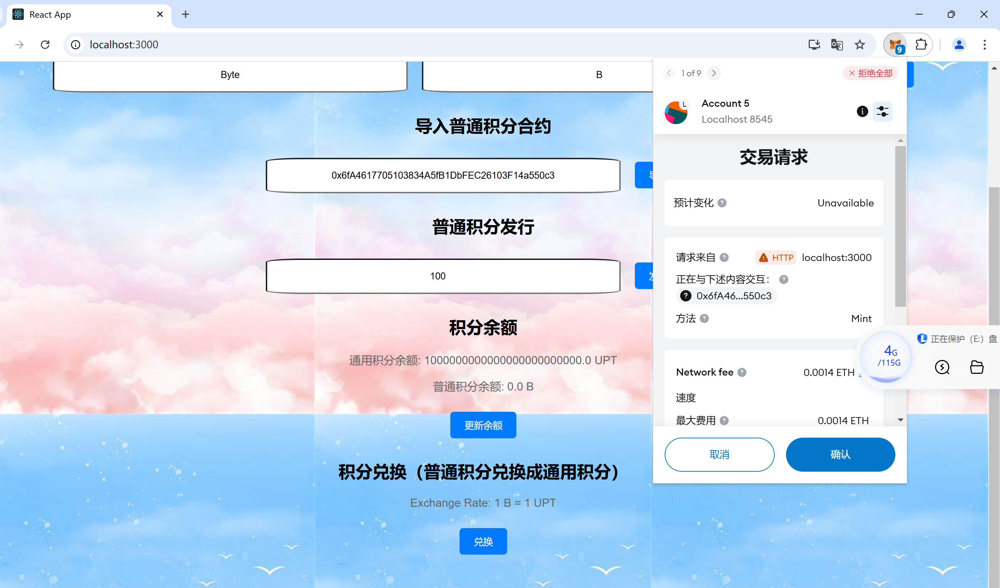 React App
localhost:3000
9
Byte
B
导入普通积分合约
0x6fA4617705103834A5fB1DbFEC26103F14a550c3
普通积分发行
100
积分余额
通用积分余额: 1000000000000000000000000.0 UPT
普通积分余额: 0.0 B
更新余额
积分兑换（普通积分兑换成通用积分）
Exchange Rate: 1 B = 1 UPT
兑换
1 of 9
拒绝全部
L
Account 5
Localhost 8545
交易请求
预计变化
Unavailable
请求来自
HTTP
localhost:3000
正在与下述内容交互：
0x6fA46...550c3
方法
Mint
Network fee
0.0014 ETH
速度
最大费用
0.0014 ETH
取消
确认
正在保护（E:）盘
4G
/115G